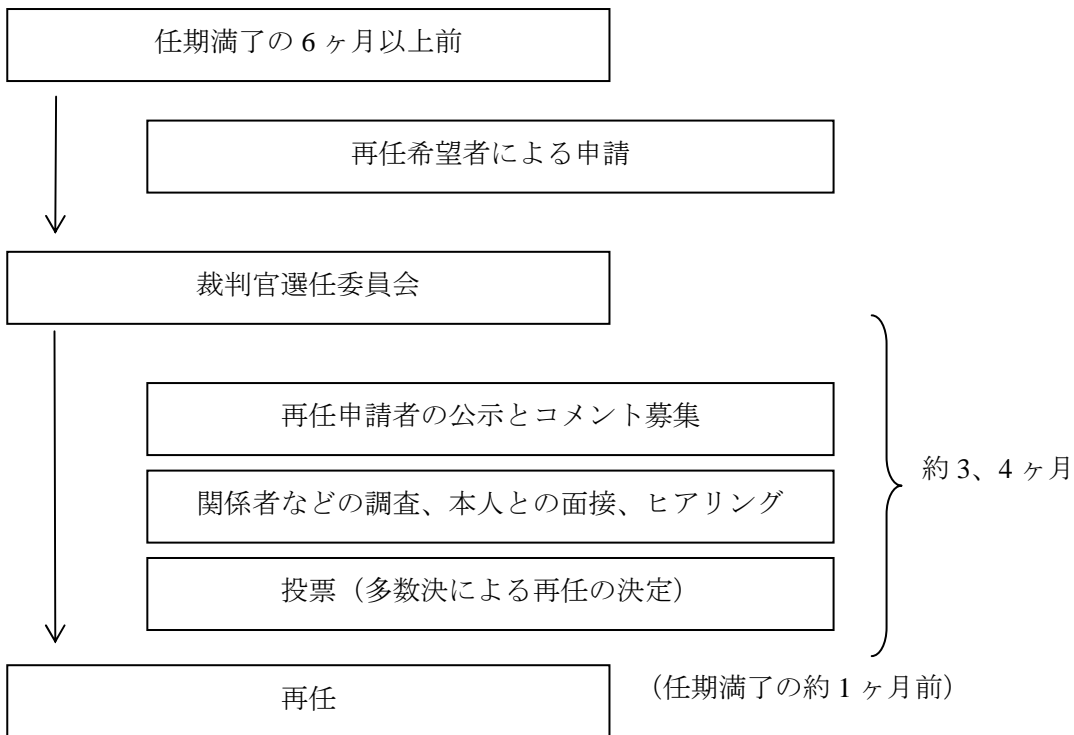 任期満了の 6 ヶ月以上前
再任希望者による申請
裁判官選任委員会
再任申請者の公示とコメント募集
関係者などの調査、本人との面接、ヒアリング
投票（多数決による再任の決定）
約 3、4 ヶ月
再任
（任期満了の約 1 ヶ月前）